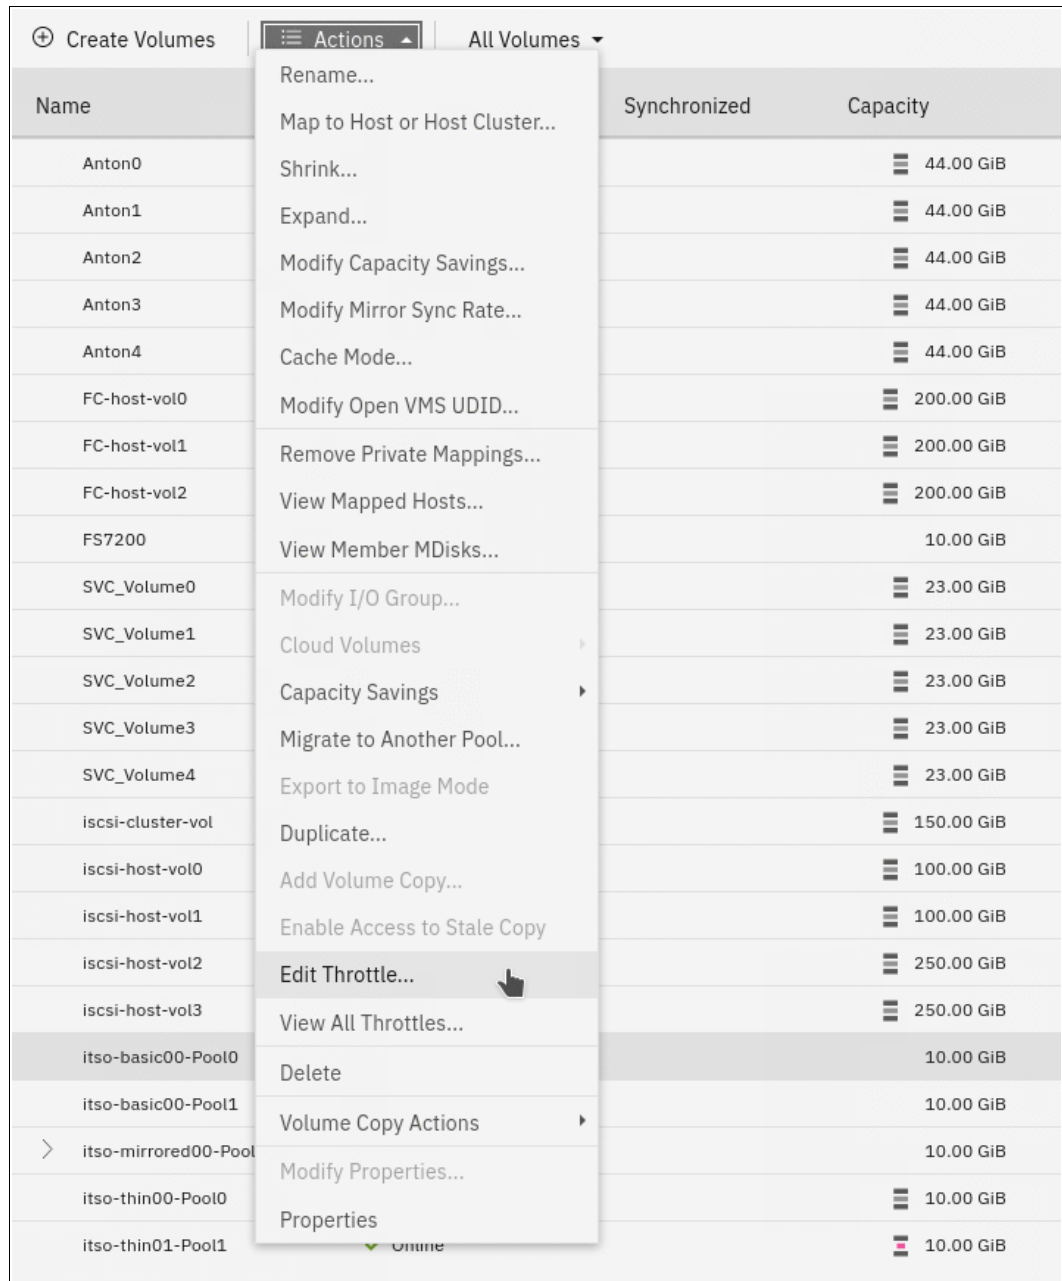 Create Volumes Actions All Volumes
Name Synchronized Capacity
Rename...
Map to Host or Host Cluster...
Shrink...
Expand...
Modify Capacity Savings...
Modify Mirror Sync Rate...
Cache Mode...
Modify Open VMS UDID...
Remove Private Mappings...
View Mapped Hosts...
View Member MDisks...
Modify I/O Group...
Cloud Volumes
Capacity Savings
Migrate to Another Pool...
Export to Image Mode
Duplicate...
Add Volume Copy...
Enable Access to Stale Copy
Edit Throttle...
View All Throttles...
Delete
Volume Copy Actions
Modify Properties...
Properties
Anton0 44.00 GiB
Anton1 44.00 GiB
Anton2 44.00 GiB
Anton3 44.00 GiB
Anton4 44.00 GiB
FC-host-vol0 200.00 GiB
FC-host-vol1 200.00 GiB
FC-host-vol2 200.00 GiB
FS7200 10.00 GiB
SVC_Volume0 23.00 GiB
SVC_Volume1 23.00 GiB
SVC_Volume2 23.00 GiB
SVC_Volume3 23.00 GiB
SVC_Volume4 23.00 GiB
iscsi-cluster-vol 150.00 GiB
iscsi-host-vol0 100.00 GiB
iscsi-host-vol1 100.00 GiB
iscsi-host-vol2 250.00 GiB
iscsi-host-vol3 250.00 GiB
itso-basic00-Pool0 10.00 GiB
itso-basic00-Pool1 10.00 GiB
itso-mirrored00-Pool 10.00 GiB
itso-thin00-Pool0 10.00 GiB
itso-thin01-Pool1 Online 10.00 GiB